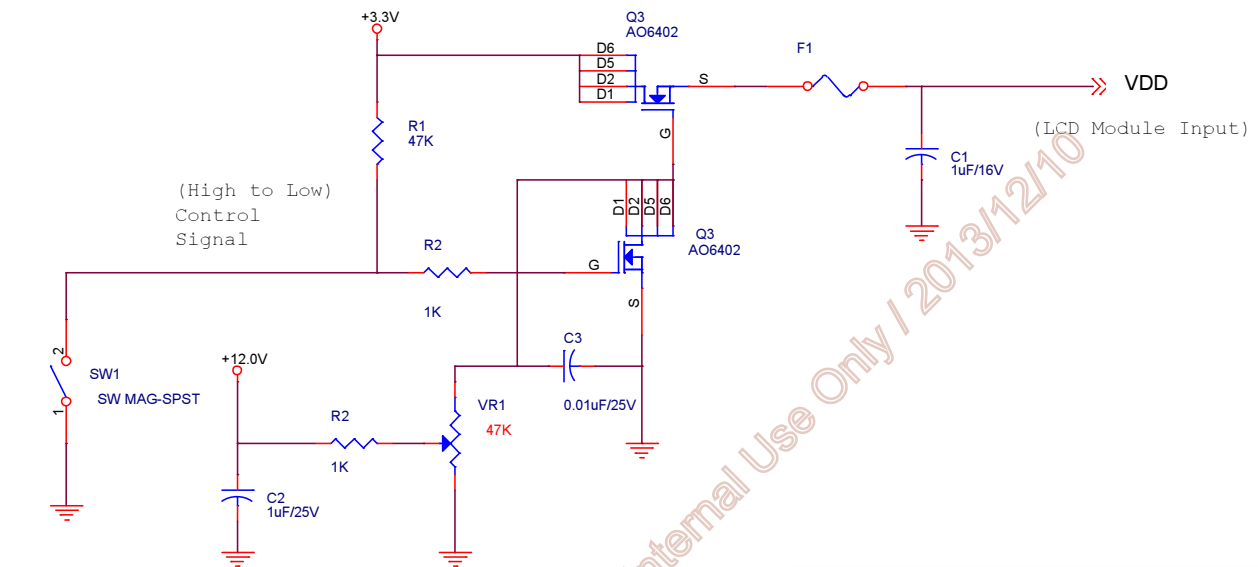 +3.3V
Q3
AO6402
D6
D5
D2
D1
S
G
F1
VDD
(LCD Module Input)
R1
47K
C1
1uF/16V
(High to Low)
Control
Signal
D1
D2
D5
D6
Q3
AO6402
R2
1K
G
S
2
1
SW1
SW MAG-SPST
+12.0V
C3
0.01uF/25V
R2
1K
VR1
47K
C2
1uF/25V
Use Only / 2013/12/10